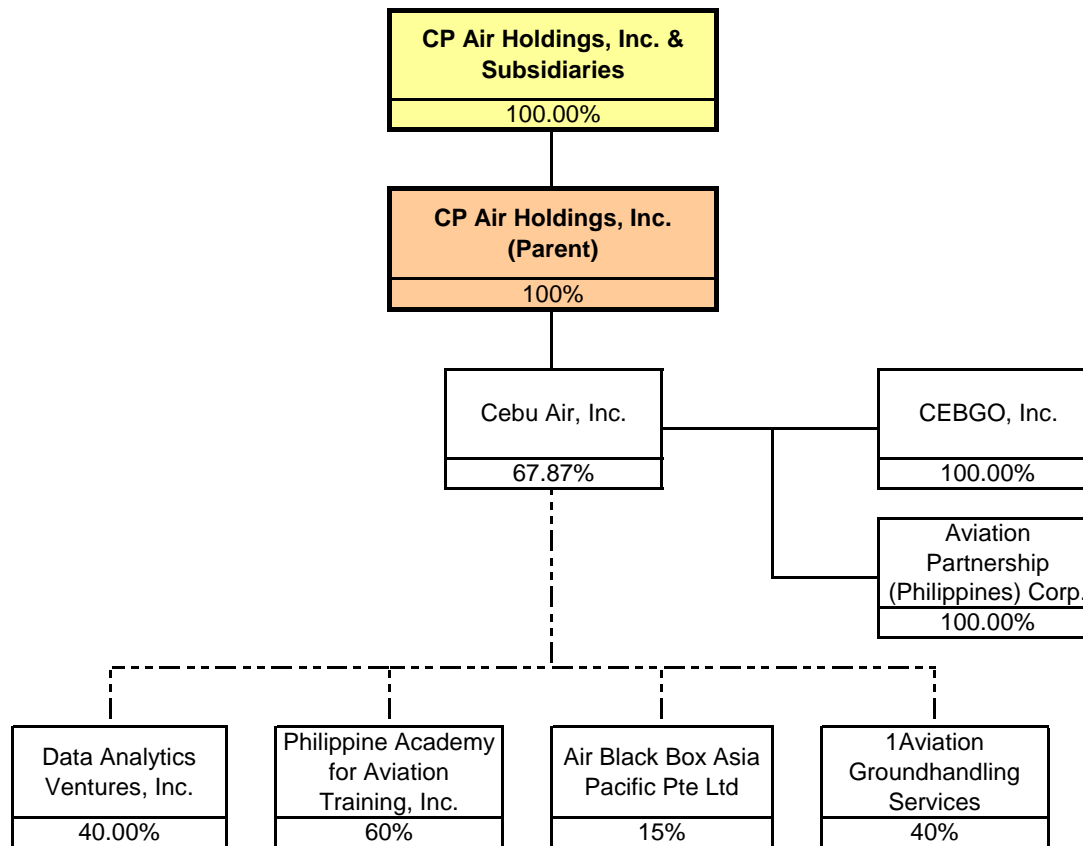 CP Air Holdings, Inc. &
Subsidiaries
100.00%
CP Air Holdings, Inc.
(Parent)
100%
Cebu Air, Inc.
67.87%
CEBGO, Inc.
100.00%
Aviation
Partnership
(Philippines) Corp.
100.00%
Data Analytics
Ventures, Inc.
40.00%
Philippine Academy
for Aviation
Training, Inc.
60%
Air Black Box Asia
Pacific Pte Ltd
15%
1Aviation
Groundhandling
Services
40%